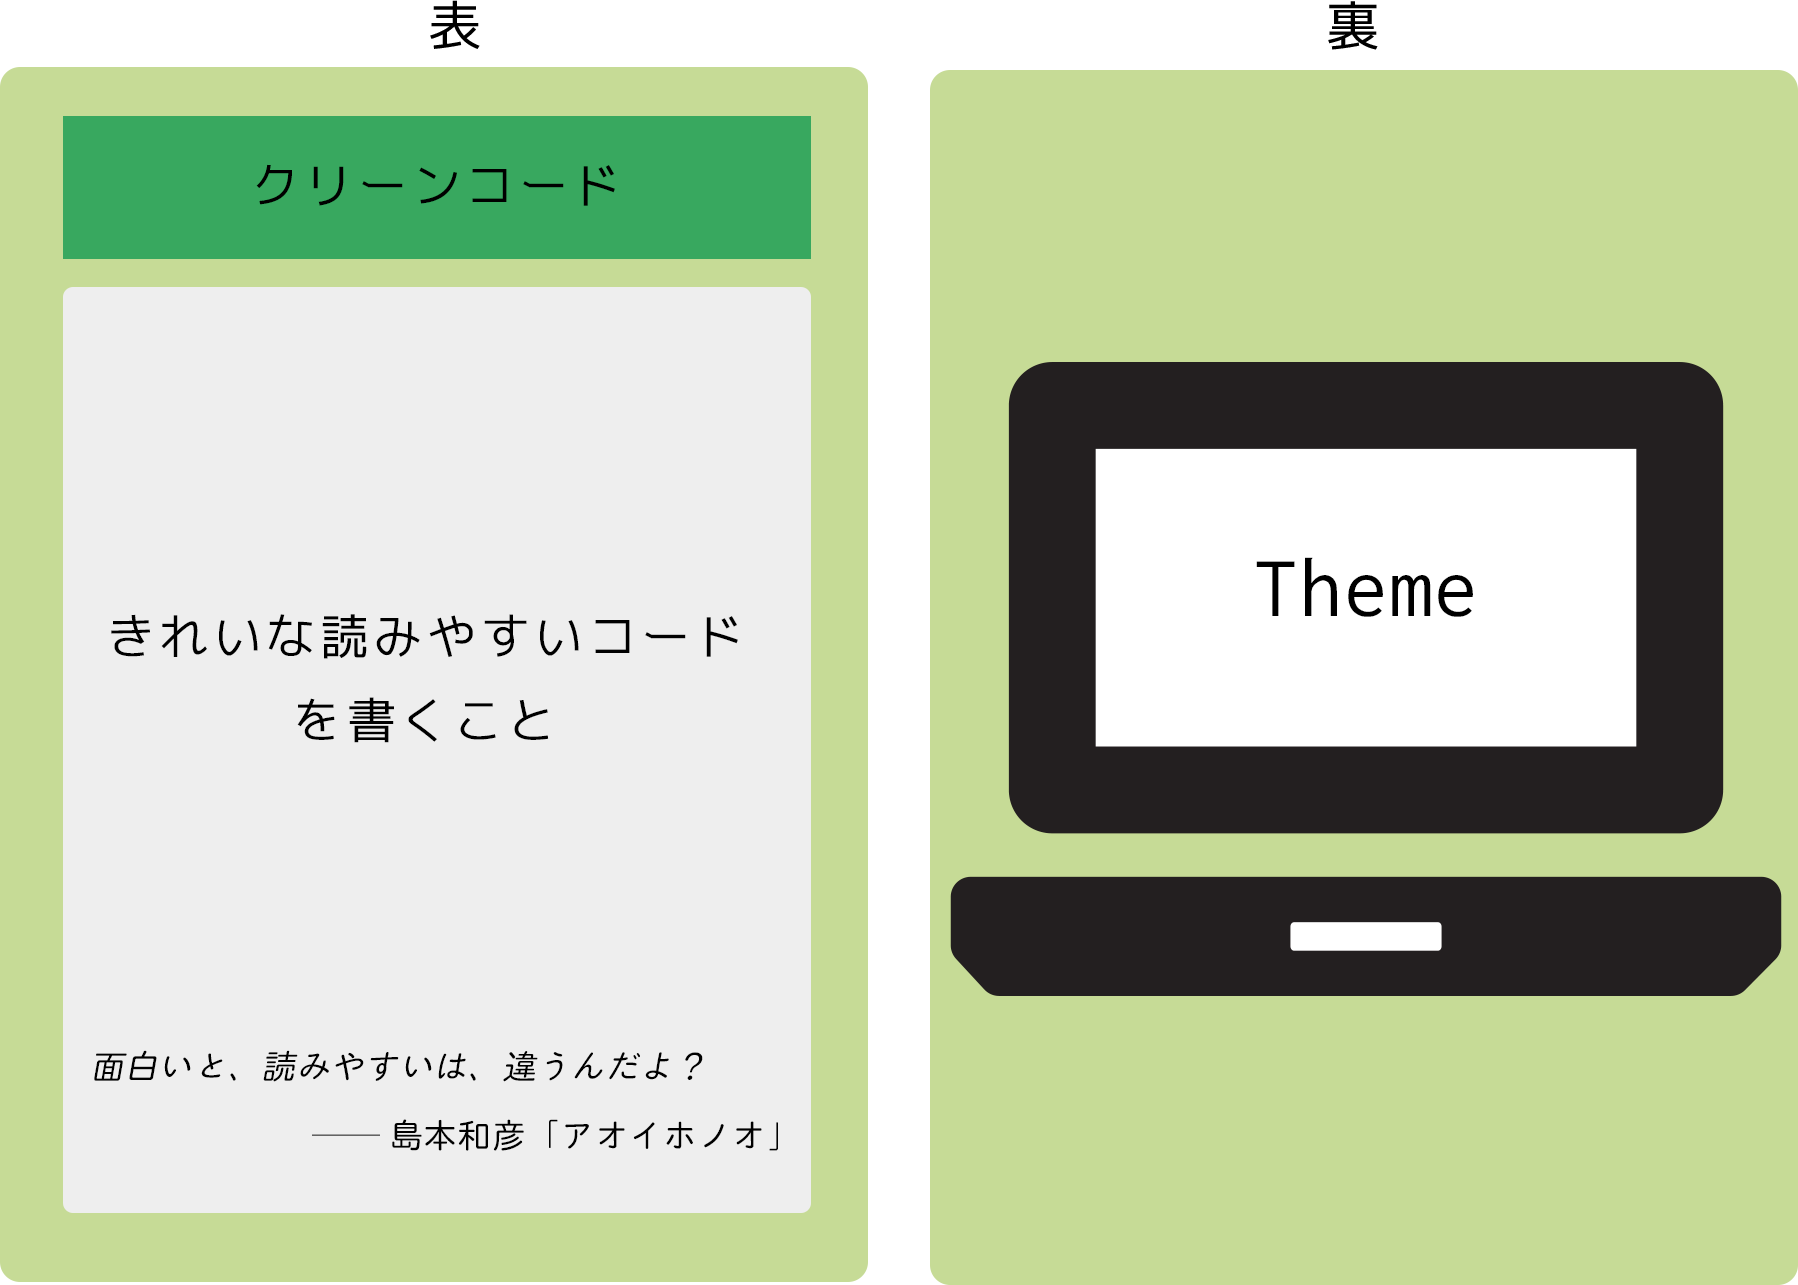 表
クリーンコード
きれいな読みやすいコード
を書くこと
面白いと、読みやすいは、違うんだよ？
―― 島本和彦「アオイホノオ」
裏
Theme